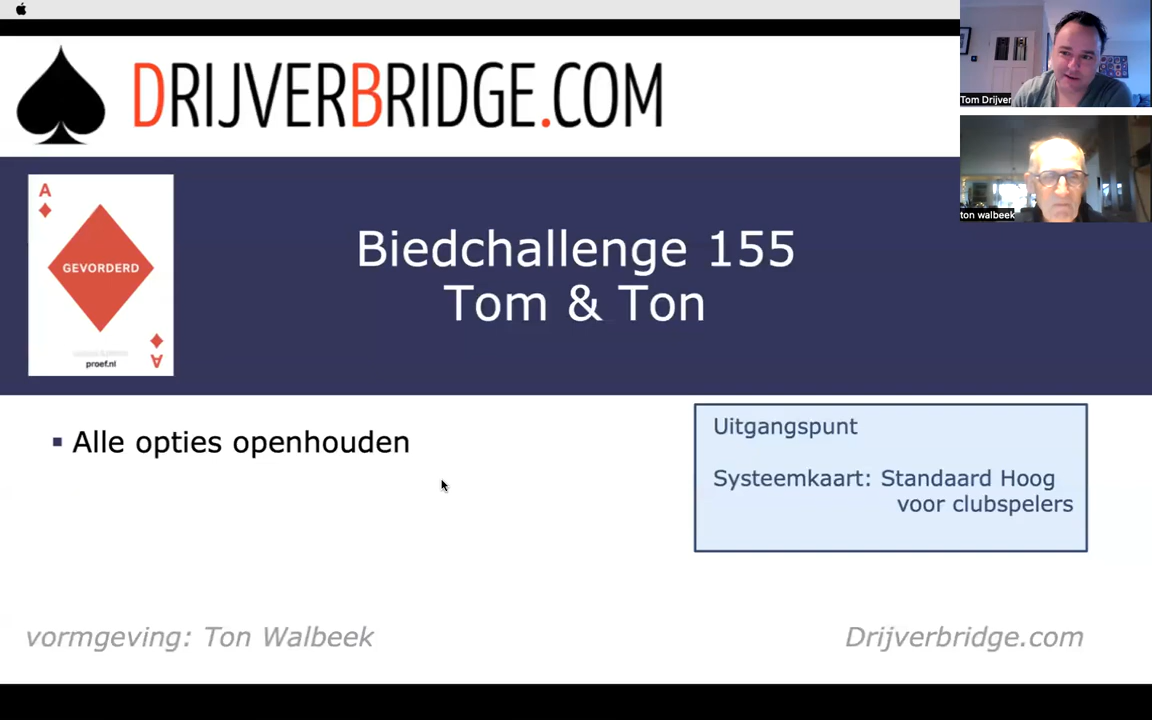 DRIJVERBRIDGE.COM
Tom Drijver
ton walbeek
A
GEVORDERD
proef.nl
A
Biedchallenge 155
Tom & Ton
Alle opties openhouden
Uitgangspunt
Systeemkaart: Standaard Hoog
voor clubspelers
vormgeving: Ton Walbeek
Drijverbridge.com